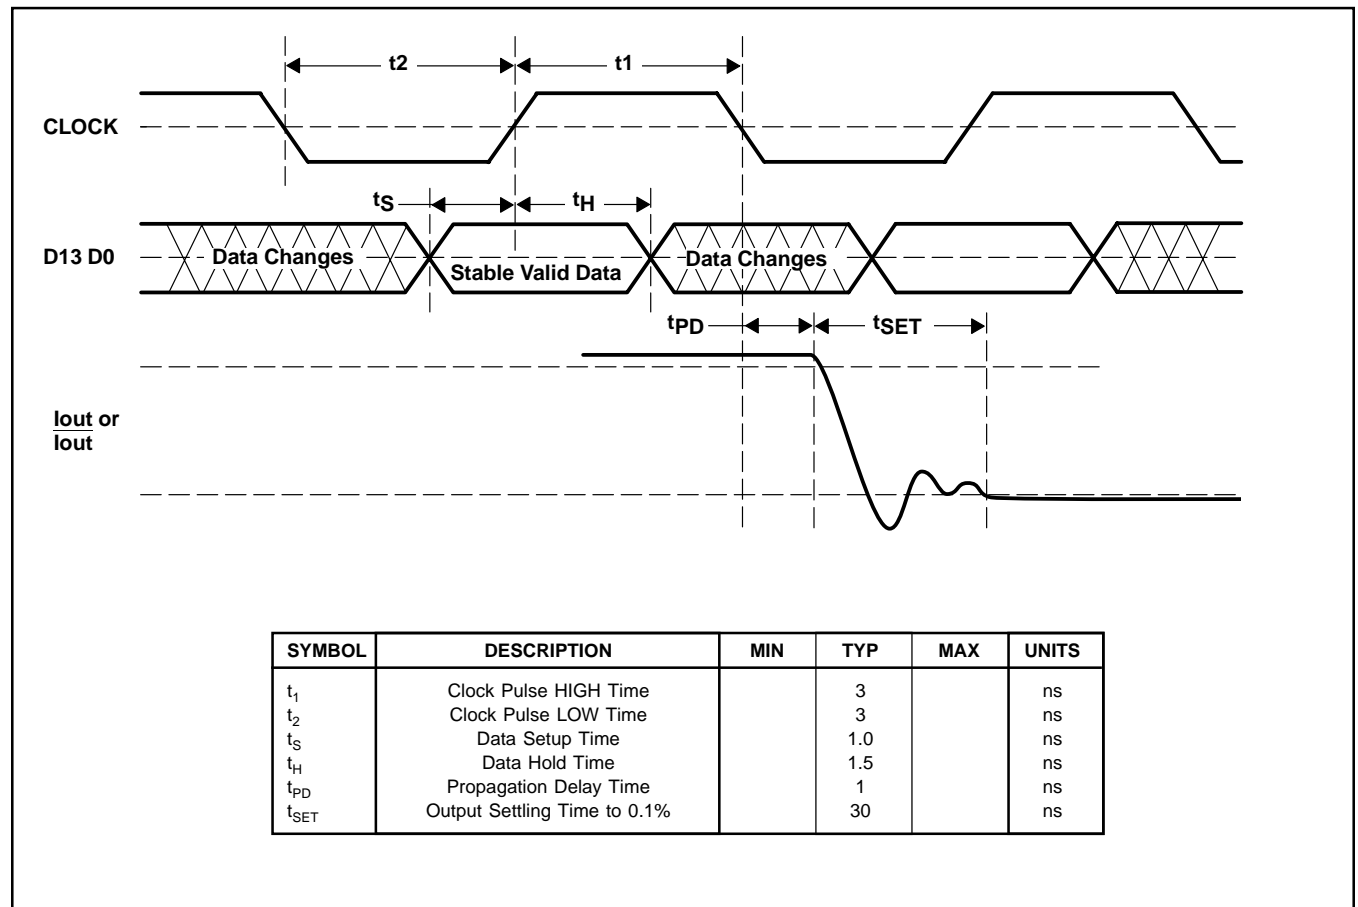 t2
t1
CLOCK
tS
tH
D13 D0
Data Changes
Stable Valid Data
Data Changes
tPD
tSET
Iout or
Iout
SYMBOL DESCRIPTION MIN TYP MAX UNITS
t1 Clock Pulse HIGH Time 3 ns
t2 Clock Pulse LOW Time 3 ns
tS Data Setup Time 1.0 ns
tH Data Hold Time 1.5 ns
tPD Propagation Delay Time 1 ns
tSET Output Settling Time to 0.1% 30 ns